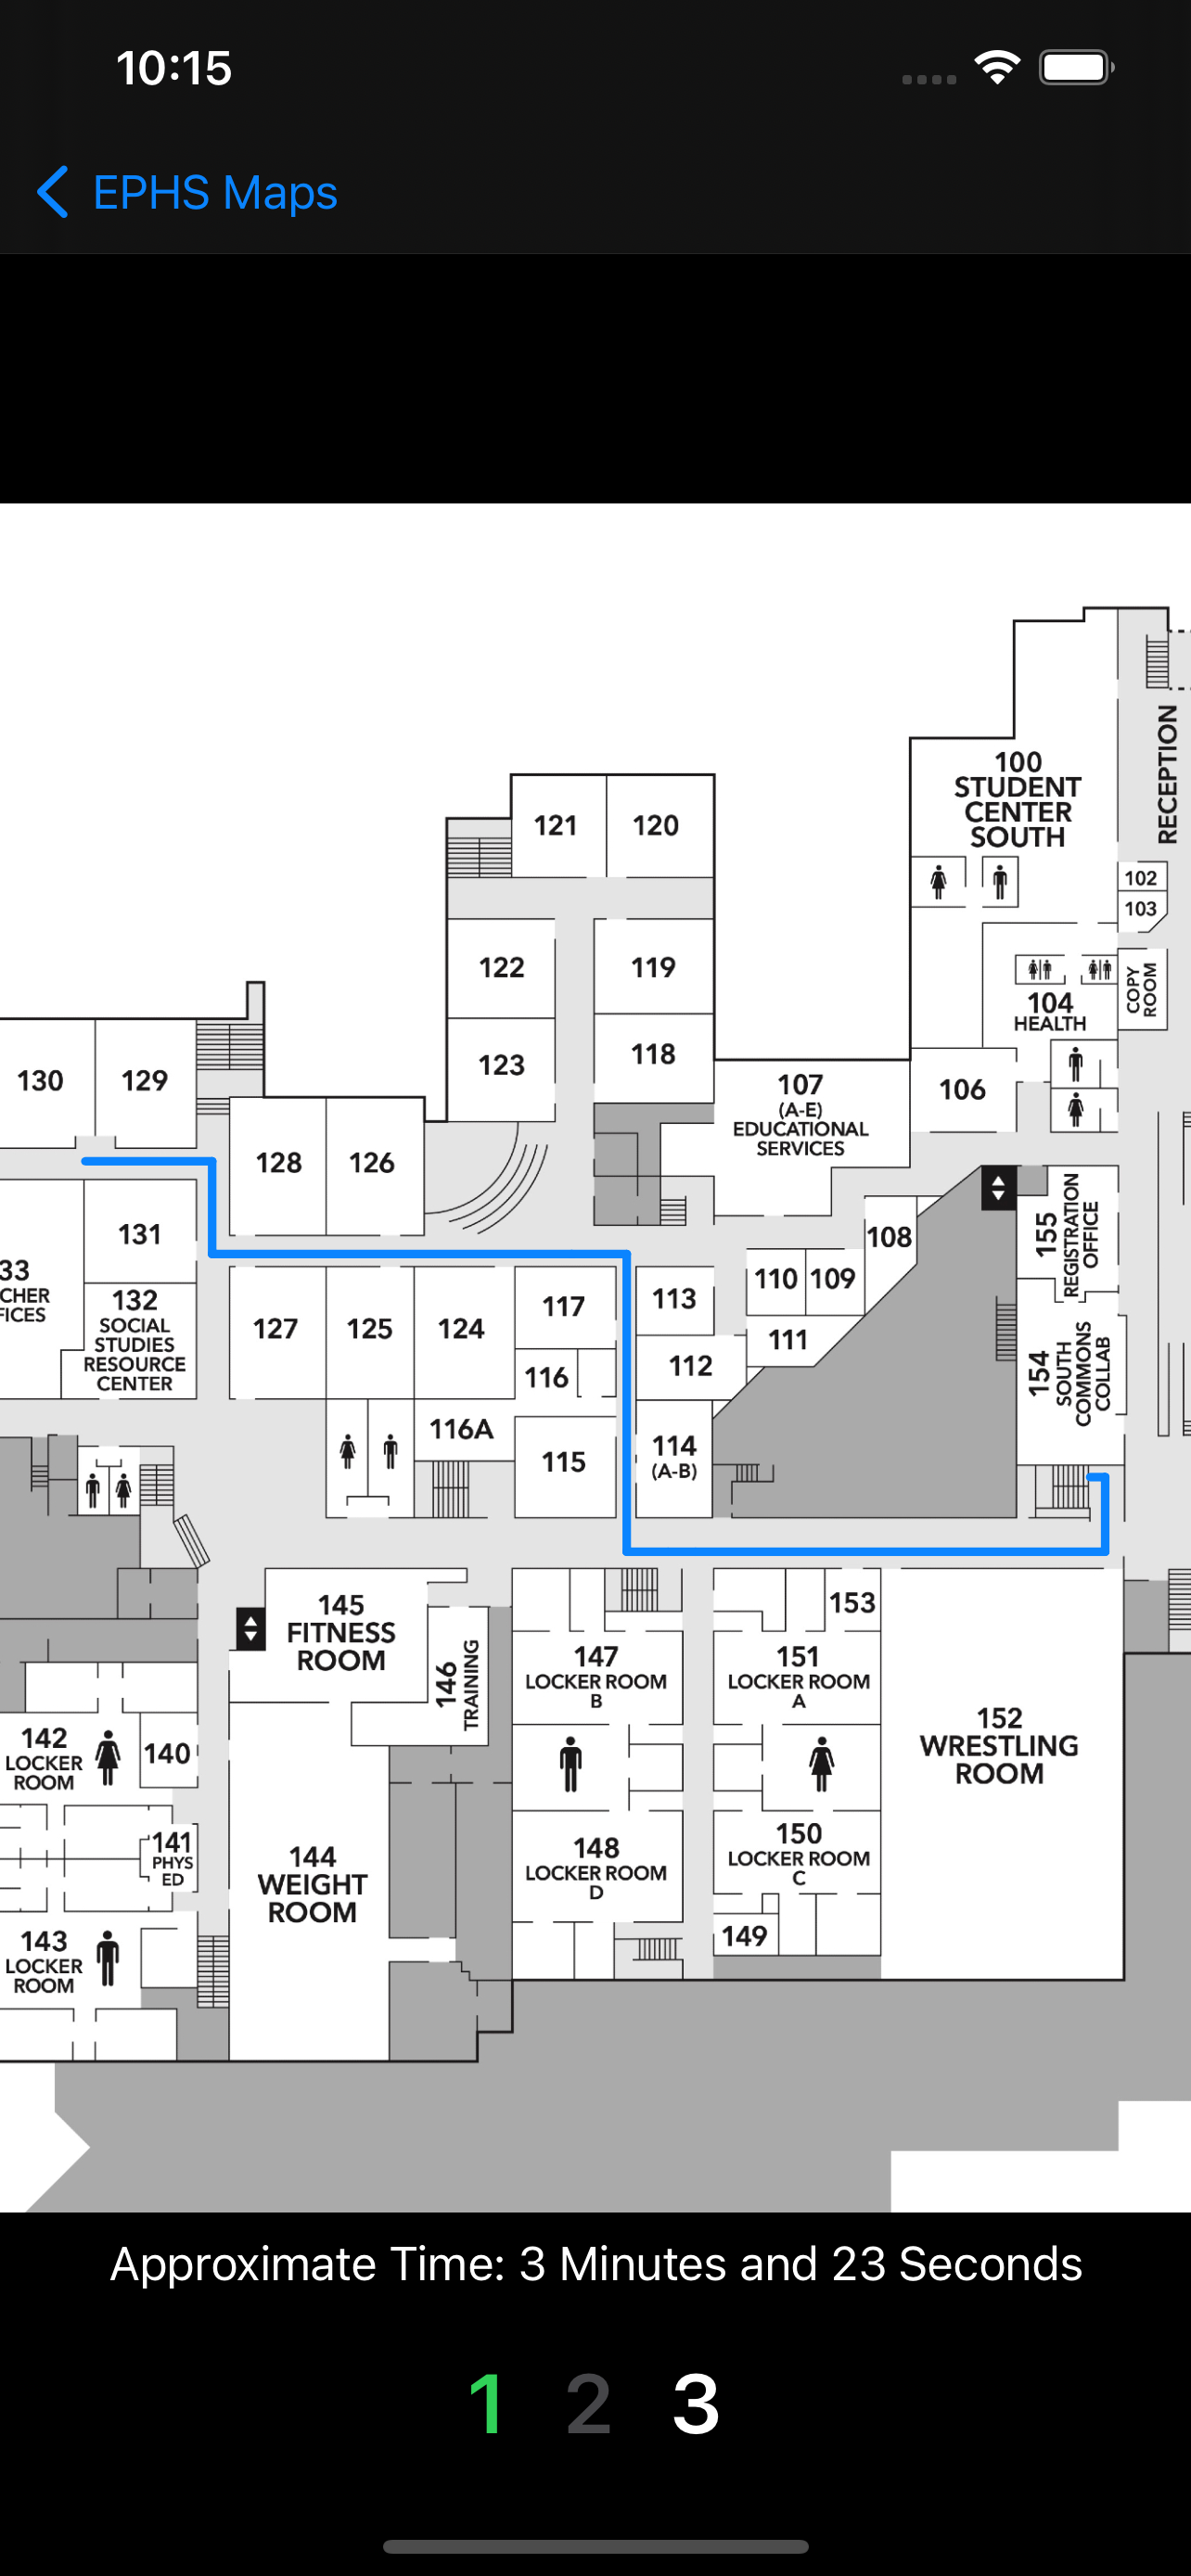 10:15
EPHS Maps
100
STUDENT
CENTER
SOUTH
RECEPTION
121
120
102
103
122
119
COPY
ROOM
104
HEALTH
123
118
130
129
107
(A-E)
EDUCATIONAL
SERVICES
106
128
126
131
108
155
REGISTRATION
OFFICE
33
CHER
FICES
132
SOCIAL
STUDIES
RESOURCE
CENTER
127
125
124
117
113
110
109
116
112
111
154
SOUTH
COMMONS
COLLAB
116A
115
114
(A-B)
145
FITNESS
ROOM
146
TRAINING
147
LOCKER ROOM
B
151
LOCKER ROOM
A
153
142
LOCKER
ROOM
140
152
WRESTLING
ROOM
141
PHYS
ED
144
WEIGHT
ROOM
148
LOCKER ROOM
D
150
LOCKER ROOM
C
143
LOCKER
ROOM
149
Approximate Time: 3 Minutes and 23 Seconds
1 2 3